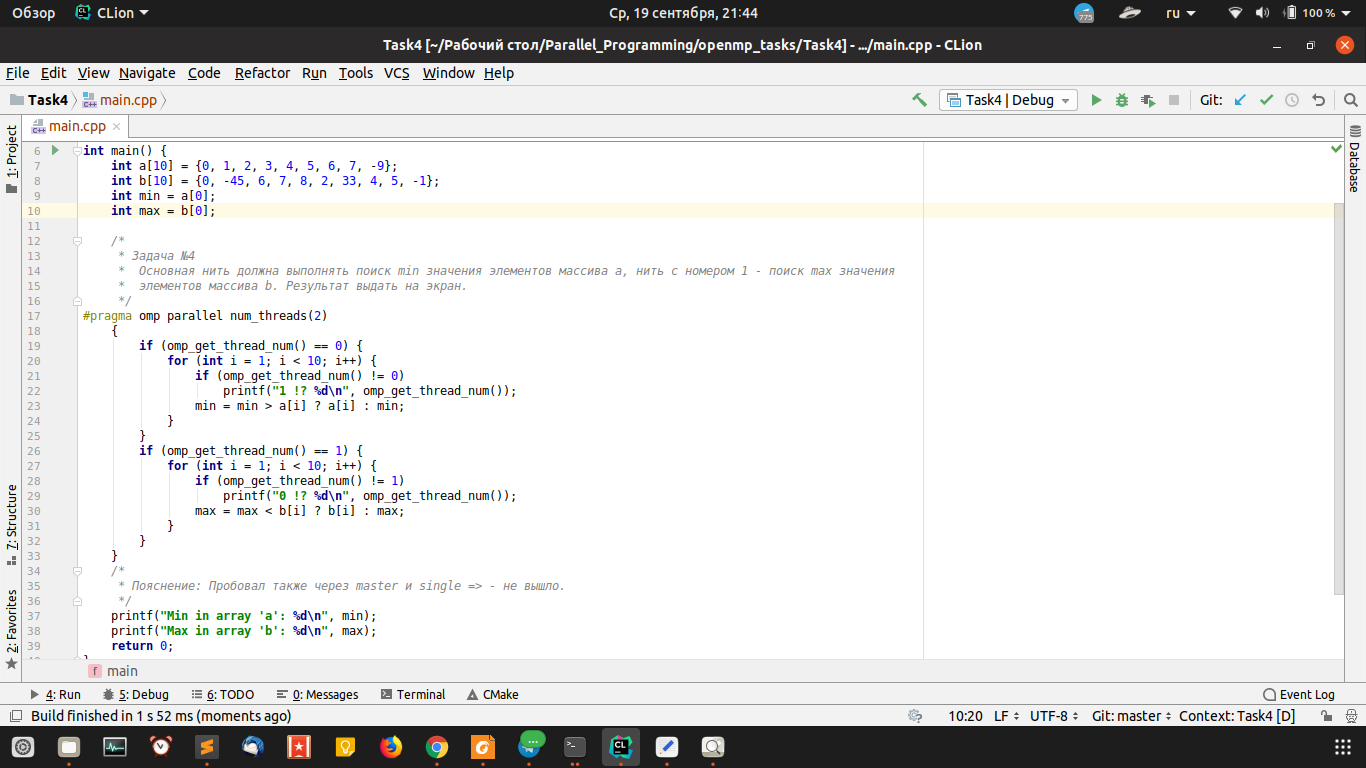 Обзор CLion Ср, 19 сентября, 21:44 775 ru 100 %
Task4 [~/Рабочий стол/Parallel_Programming/openmp_tasks/Task4] - .../main.cpp - CLion
File Edit View Navigate Code Refactor Run Tools VCS Window Help
Task4 main.cpp Task4 | Debug Git:
main.cpp
1: Project
7: Structure
2: Favorites
Database
6 int main() {
7 int a[10] = {0, 1, 2, 3, 4, 5, 6, 7, -9};
8 int b[10] = {0, -45, 6, 7, 8, 2, 33, 4, 5, -1};
9 int min = a[0];
10 int max = b[0];
11
12 /*
13 * Задача №4
14 * Основная нить должна выполнять поиск min значения элементов массива a, нить с номером 1 - поиск max значения
15 * элементов массива b. Результат выдать на экран.
16 */
17 #pragma omp parallel num_threads(2)
18 {
19 if (omp_get_thread_num() == 0) {
20 for (int i = 1; i < 10; i++) {
21 if (omp_get_thread_num() != 0)
22 printf("1 !? %d\n", omp_get_thread_num());
23 min = min > a[i] ? a[i] : min;
24 }
25 }
26 if (omp_get_thread_num() == 1) {
27 for (int i = 1; i < 10; i++) {
28 if (omp_get_thread_num() != 1)
29 printf("0 !? %d\n", omp_get_thread_num());
30 max = max < b[i] ? b[i] : max;
31 }
32 }
33 }
34 /*
35 * Пояснение: Пробовал также через master и single => - не вышло.
36 */
37 printf("Min in array 'a': %d\n", min);
38 printf("Max in array 'b': %d\n", max);
39 return 0;
f main
4: Run 5: Debug 6: TODO 0: Messages Terminal CMake Event Log
Build finished in 1 s 52 ms (moments ago) 10:20 LF UTF-8 Git: master Context: Task4 [D]